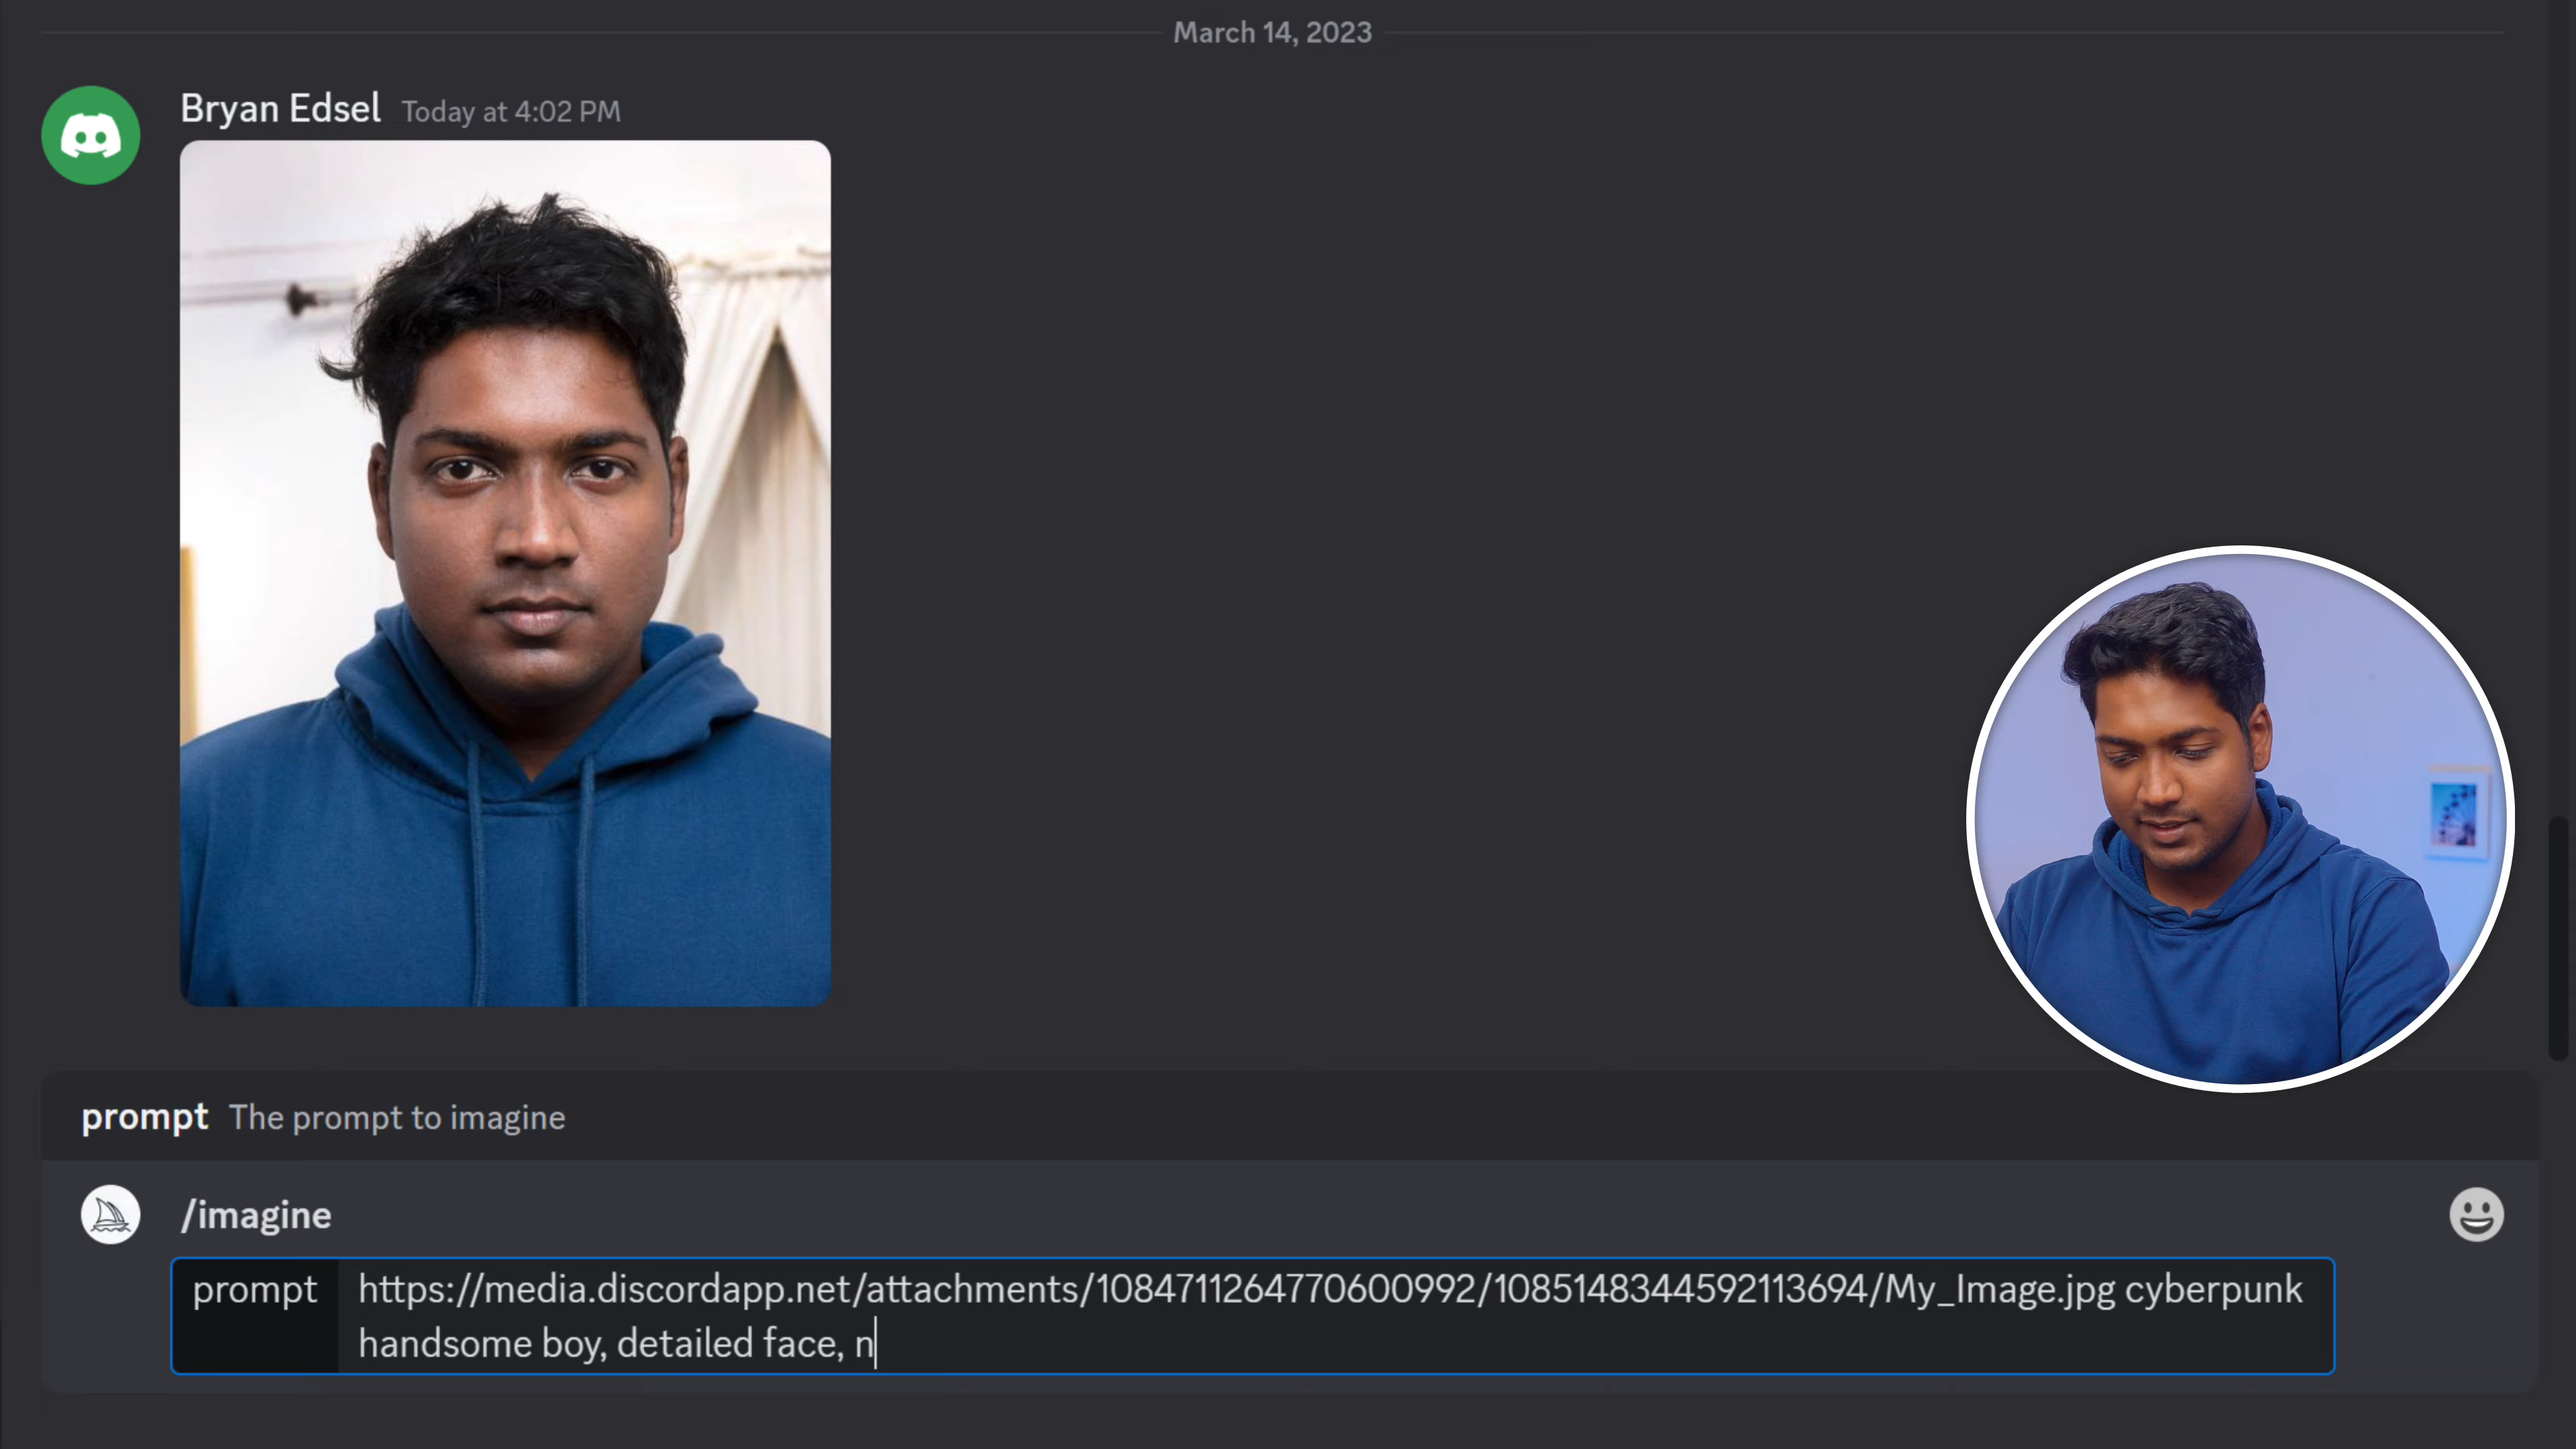 March 14, 2023
Bryan Edsel Today at 4:02 PM
prompt The prompt to imagine
/imagine
prompt https://media.discordapp.net/attachments/1084711264770600992/1085148344592113694/My_Image.jpg cyberpunk
handsome boy, detailed face, n